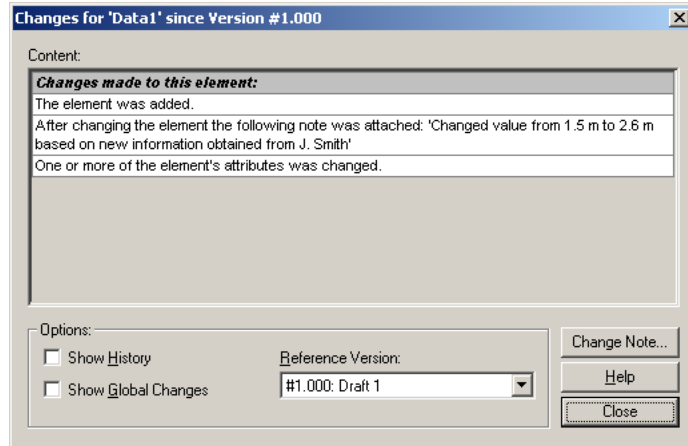 Changes for 'Data1' since Version #1.000
Content:
Changes made to this element:
The element was added.
After changing the element the following note was attached: 'Changed value from 1.5 m to 2.6 m
based on new information obtained from J. Smith'
One or more of the element's attributes was changed.
Options:
Show History
Show Global Changes
Reference Version:
#1.000: Draft 1
Change Note...
Help
Close